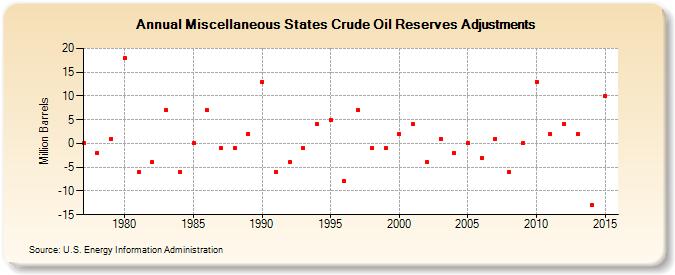 Annual Miscellaneous States Crude Oil Reserves Adjustments
Million Barrels
20
15
10
5
0
-5
-10
-15
1980 1985 1990 1995 2000 2005 2010 2015
Source: U.S. Energy Information Administration